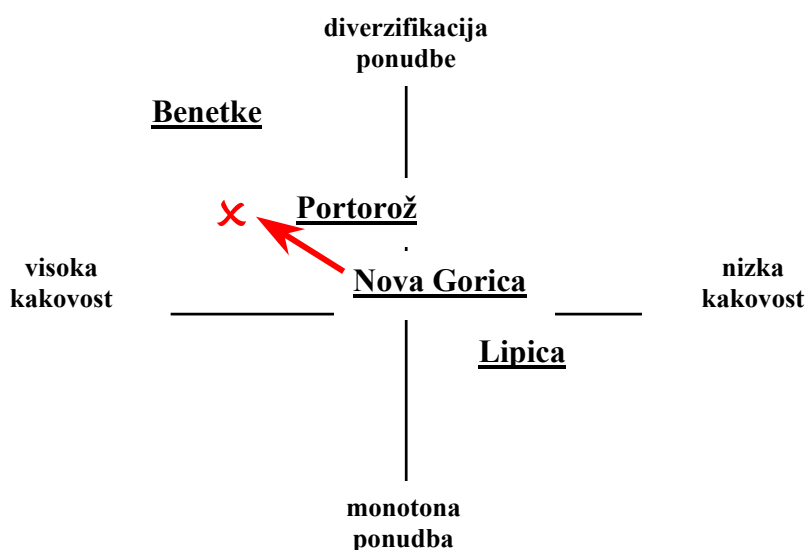 diverzifikacija
ponudbe
Benetke
Portorož
visoka
kakovost
Nova Gorica
nizka
kakovost
Lipica
monotona
ponudba